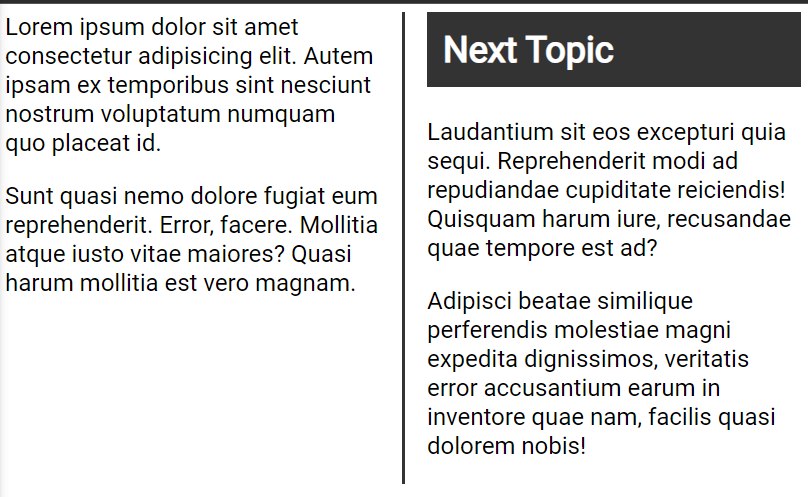 Lorem ipsum dolor sit amet
consectetur adipisicing elit. Autem
ipsam ex temporibus sint nesciunt
nostrum voluptatum numquam
quo placeat id.
Sunt quasi nemo dolore fugiat eum
reprehenderit. Error, facere. Mollitia
atque iusto vitae maiores? Quasi
harum mollitia est vero magnam.
Next Topic
Laudantium sit eos excepturi quia
sequi. Reprehenderit modi ad
repudiandae cupiditate reiciendis!
Quisquam harum iure, recusandae
quae tempore est ad?
Adipisci beatae similique
perferendis molestiae magni
expedita dignissimos, veritatis
error accusantium earum in
inventore quae nam, facilis quasi
dolorem nobis!